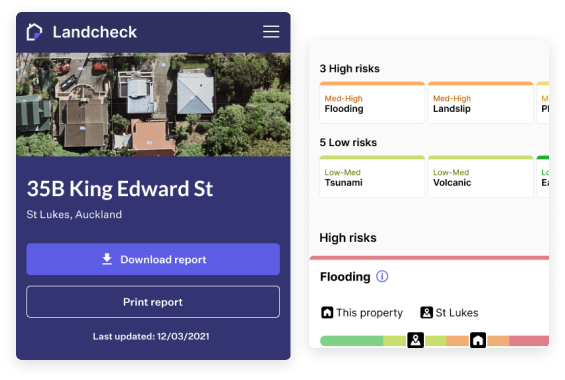 Landcheck
35B King Edward St
St Lukes, Auckland
Download report
Print report
Last updated: 12/03/2021
3 High risks
Med-High
Flooding
Med-High
Landslip
5 Low risks
Low-Med
Tsunami
Low-Med
Volcanic
High risks
Flooding
This property
St Lukes